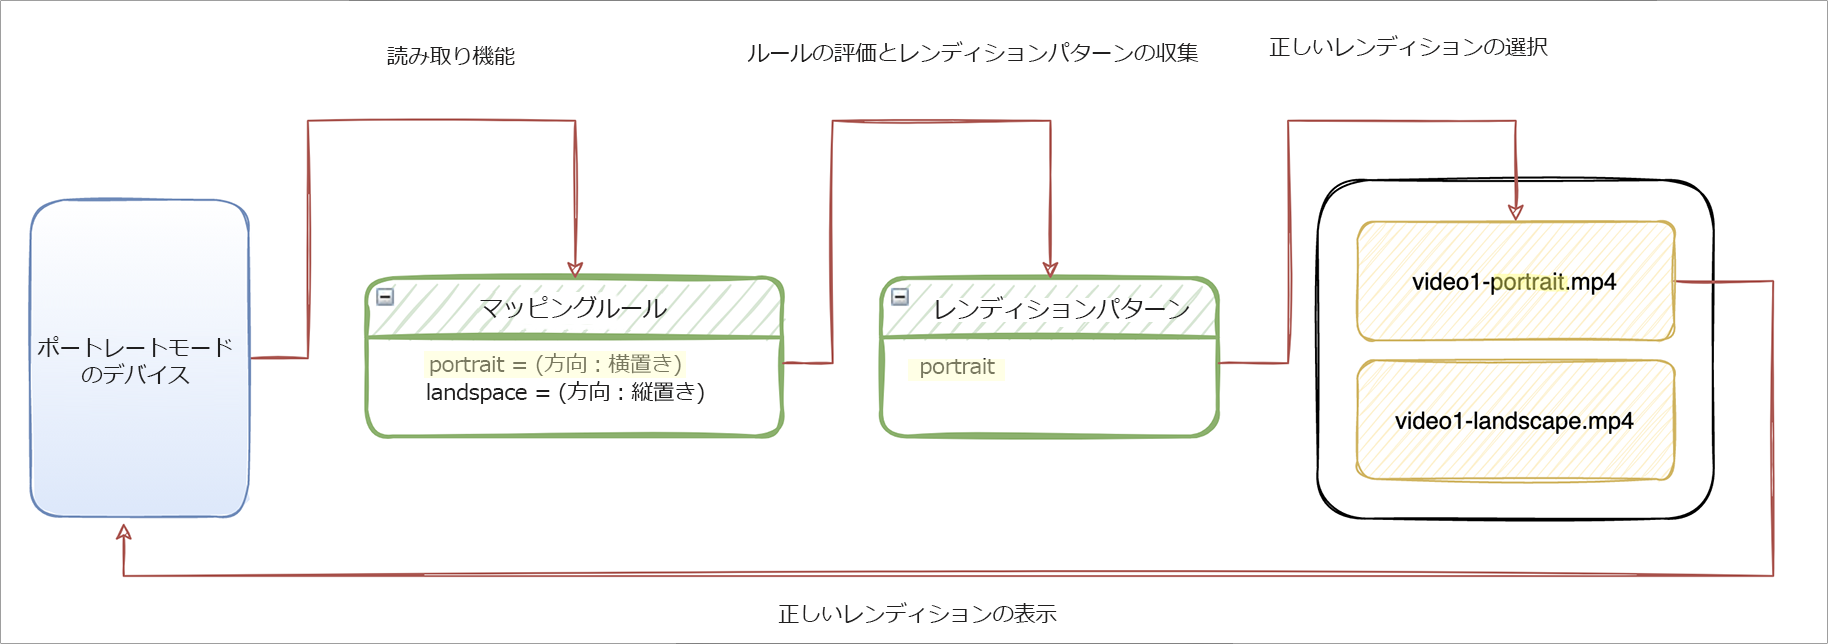 読み取り機能
ルールの評価とレンディションパターンの収集
正しいレンディションの選択
ポートレートモード
のデバイス
マッピングルール
portrait = (方向：横置き)
landspace = (方向：縦置き)
レンディションパターン
portrait
video1-portrait.mp4
video1-landscape.mp4
正しいレンディションの表示